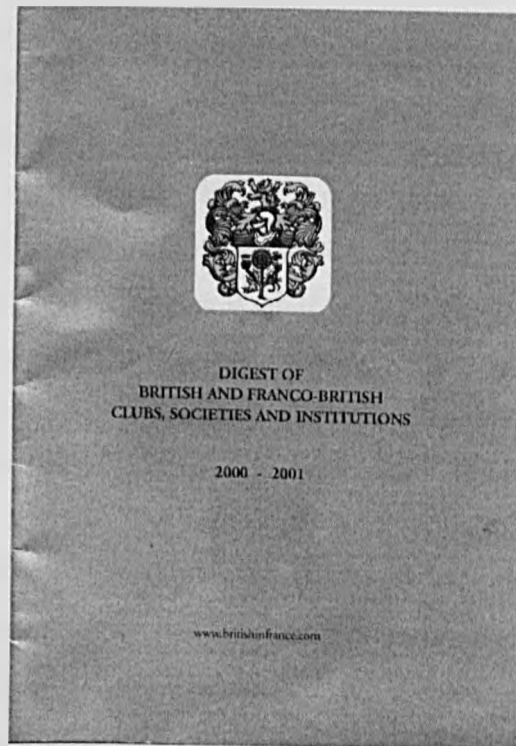 DIGEST OF
BRITISH AND FRANCO-BRITISH
CLUBS, SOCIETIES AND INSTITUTIONS
2000 - 2001
www.britishinfrance.com